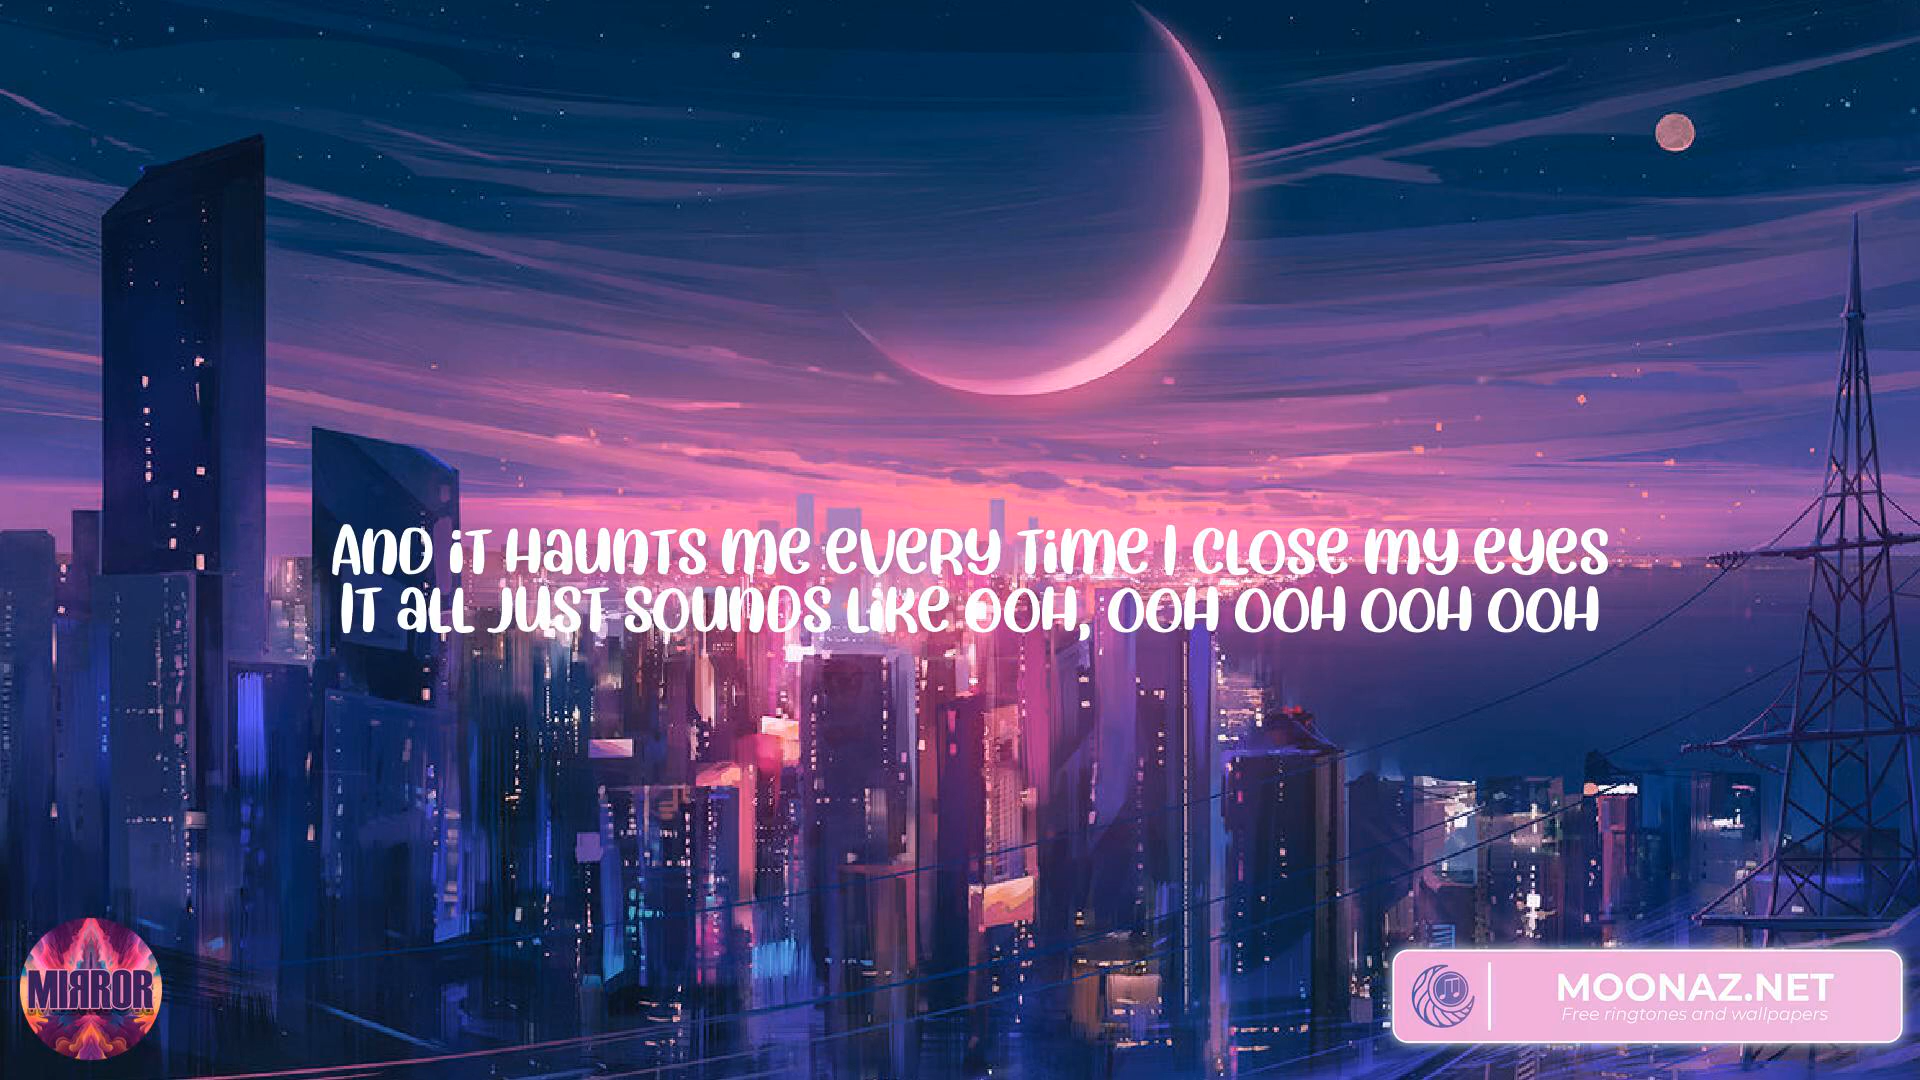 And it haunts me every time I close my eyes
It all just sounds like ooh, ooh ooh ooh ooh
MIRROR
MOONAZ.NET
Free ringtones and wallpapers